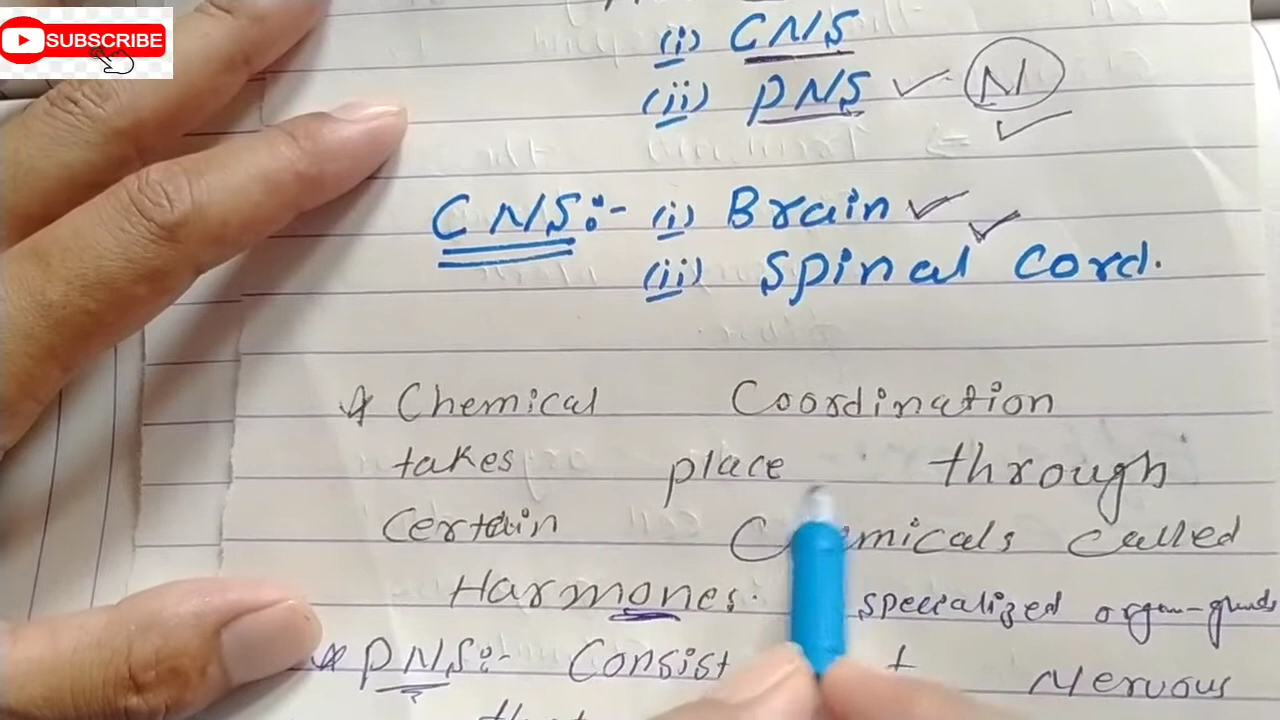 SUBSCRIBE
(i) CNS
(ii) PNS N
CNS:- (i) Brain
(ii) Spinal Cord.
* Chemical Coordination
takes place through
Certain Chemicals called
Harmones. specialized organ-glands
* PNS:- Consist Nervous